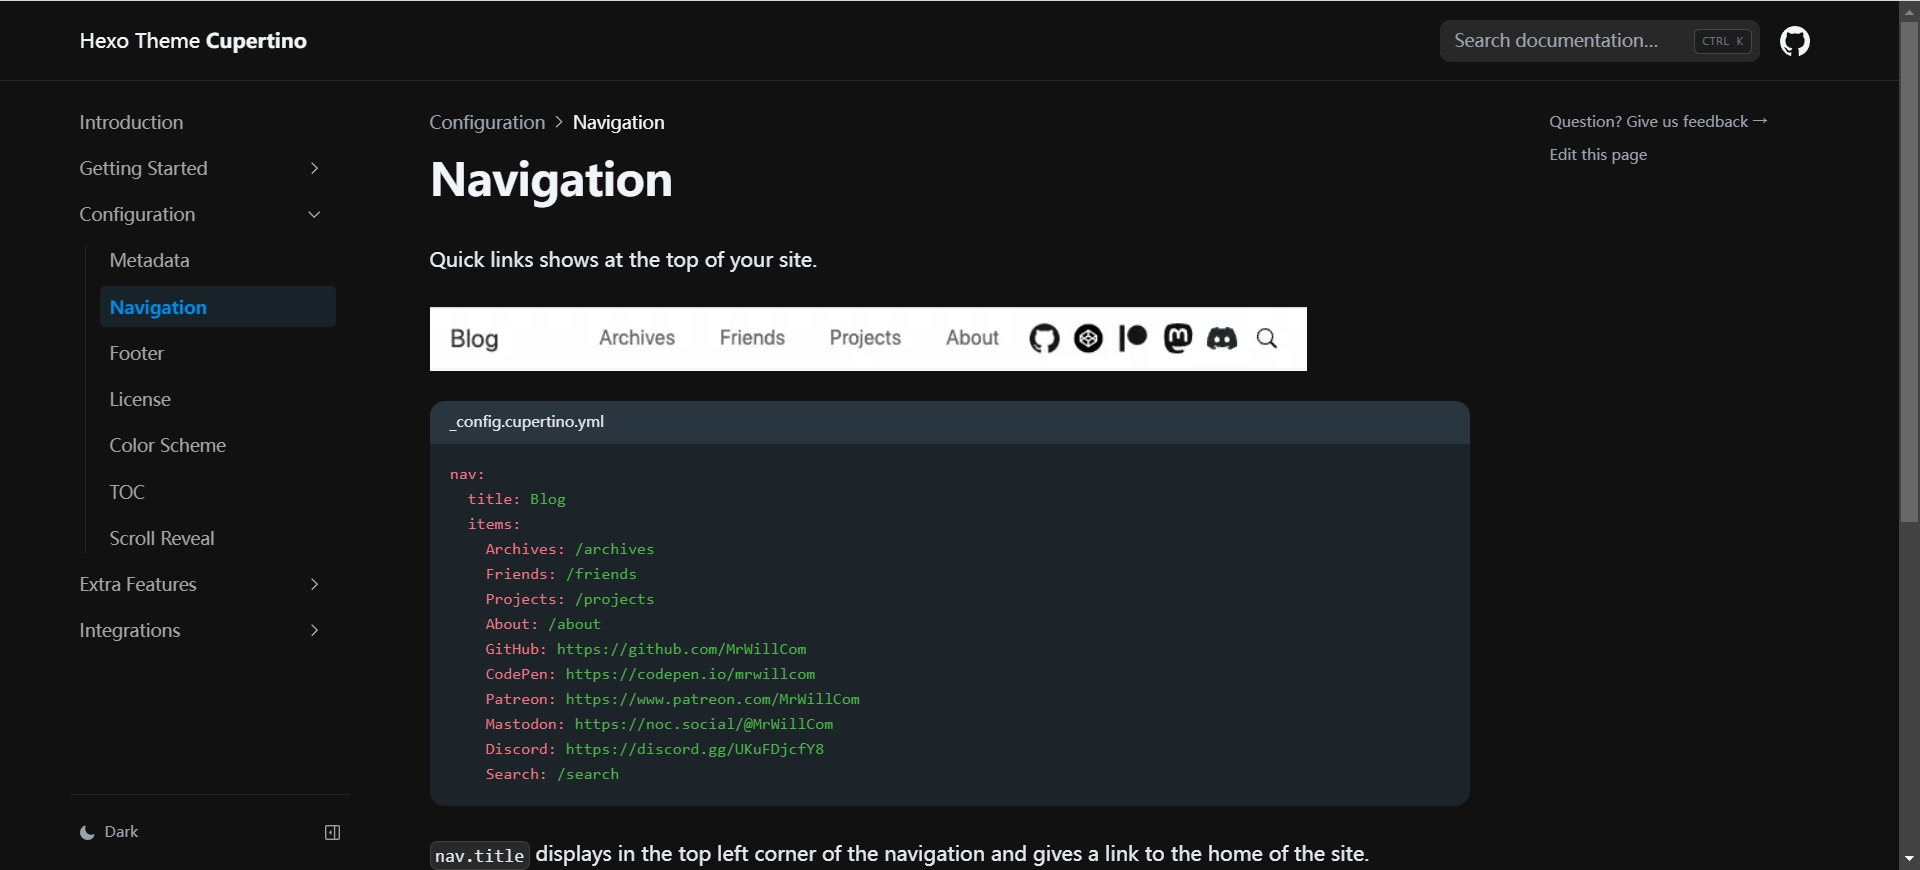 Hexo Theme Cupertino
Search documentation... CTRL K
Introduction
Getting Started
Configuration
Metadata
Navigation
Footer
License
Color Scheme
TOC
Scroll Reveal
Extra Features
Integrations
Dark
Configuration > Navigation
Navigation
Quick links shows at the top of your site.
Blog Archives Friends Projects About
_config.cupertino.yml
nav:
  title: Blog
  items:
    Archives: /archives
    Friends: /friends
    Projects: /projects
    About: /about
    GitHub: https://github.com/MrWillCom
    CodePen: https://codepen.io/mrwillcom
    Patreon: https://www.patreon.com/MrWillCom
    Mastodon: https://noc.social/@MrWillCom
    Discord: https://discord.gg/UKuFDjcfY8
    Search: /search
nav.title displays in the top left corner of the navigation and gives a link to the home of the site.
Question? Give us feedback →
Edit this page